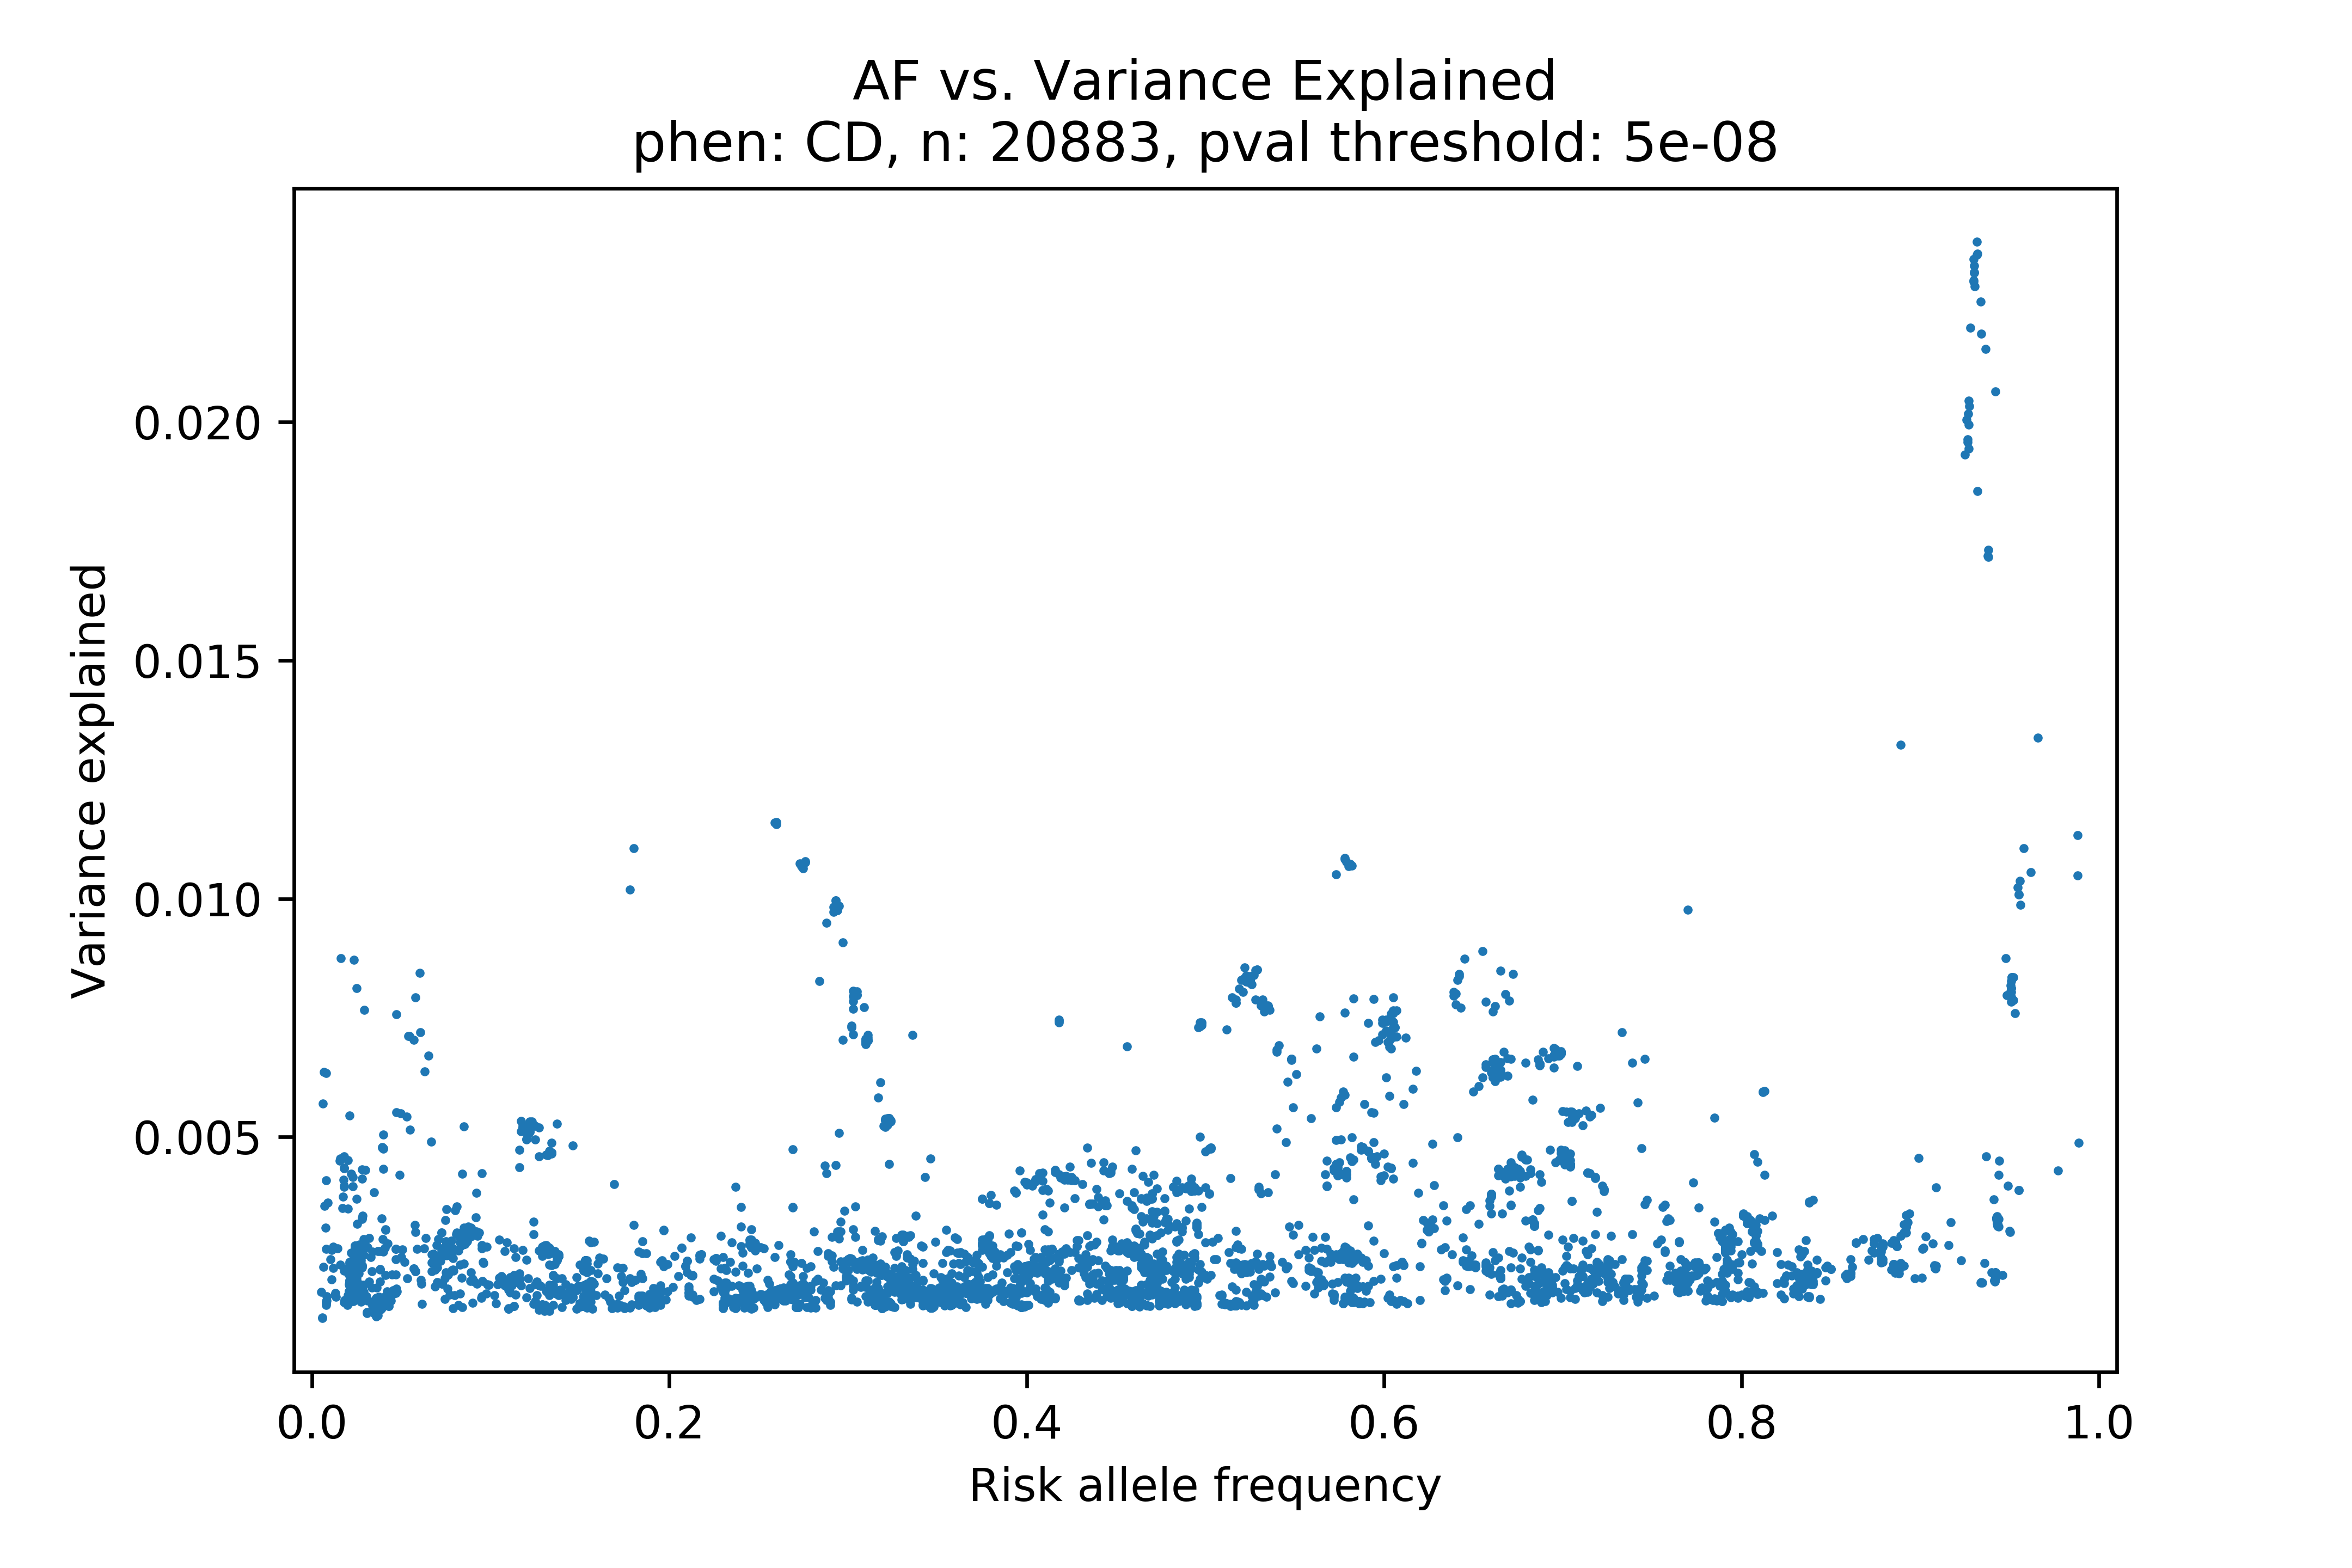 AF vs. Variance Explained
phen: CD, n: 20883, pval threshold: 5e-08
Variance explained
0.020
0.015
0.010
0.005
0.0 0.2 0.4 0.6 0.8 1.0
Risk allele frequency